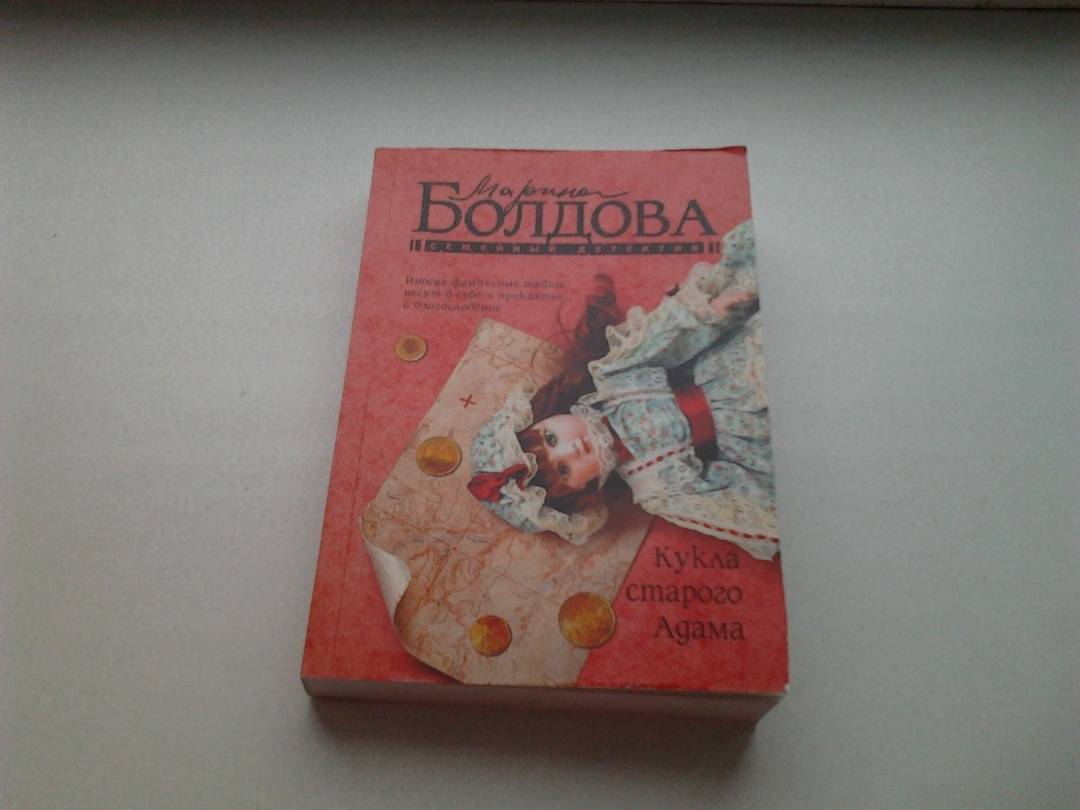 Марина
БОЛДОВА
СЕМЕЙНЫЙ ДЕТЕКТИВ
Иногда фамильные тайны
несут в себе и проклятье
и благословение
Кукла
старого
Адама